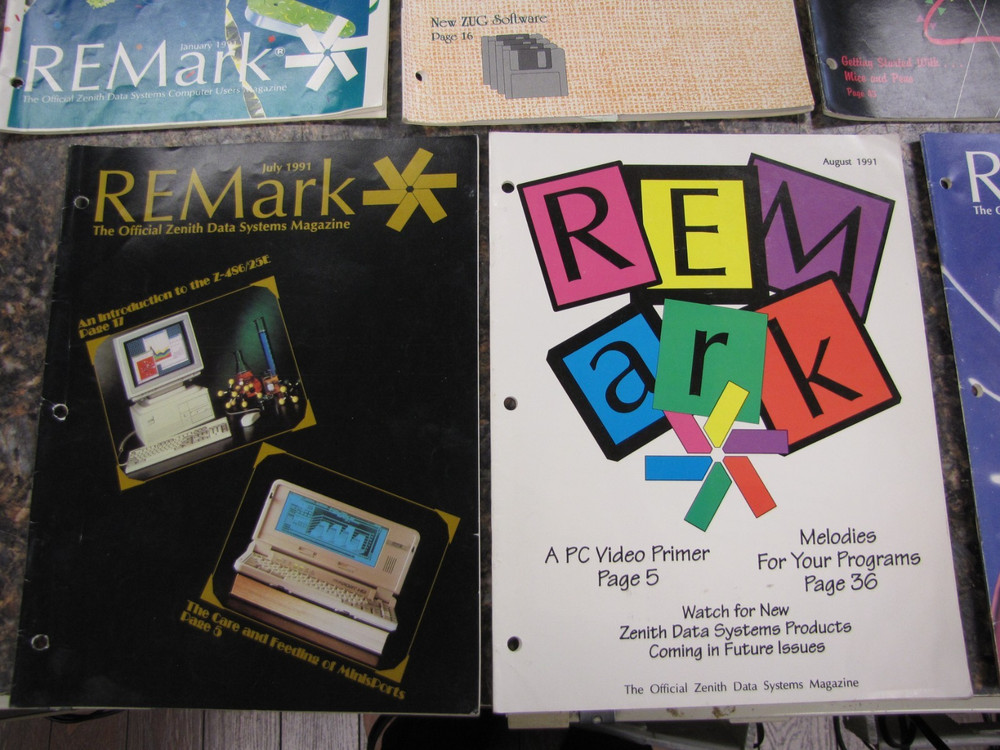 January 199
REMark®
The Official Zenith Data Systems Computer Users Magazine
New ZUG Software
Page 16
Getting Started With . . .
Mice and Pens
Page 43
July 1991
REMark
The Official Zenith Data Systems Magazine
An Introduction to the Z-486/25E
Page 17
The Care and Feeding of MinisPorts
Page 5
August 1991
REM
ark
A PC Video Primer
Page 5
Melodies
For Your Programs
Page 36
Watch for New
Zenith Data Systems Products
Coming in Future Issues
The Official Zenith Data Systems Magazine
R
The O